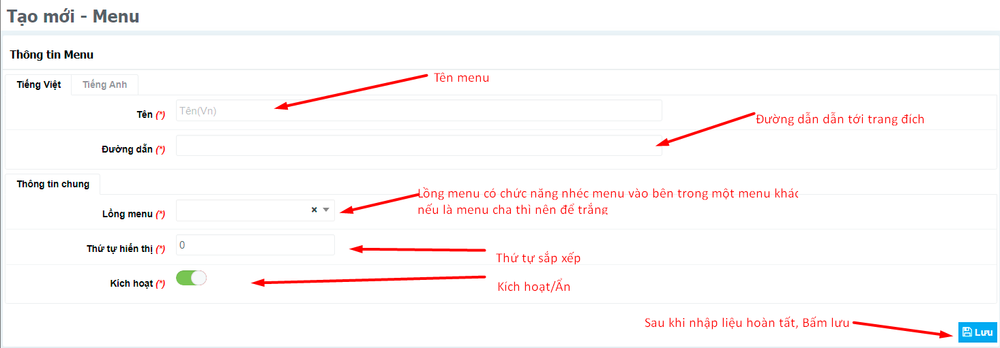 Tạo mới - Menu
Thông tin Menu
Tiếng Việt Tiếng Anh
Tên menu
Tên (*) Tên(Vn)
Đường dẫn dẫn tới trang đích
Đường dẫn (*)
Thông tin chung
Lồng menu có chức năng nhéc menu vào bên trong một menu khác
nếu là menu cha thì nên để trắng
Lồng menu (*)
Thứ tự hiển thị (*) 0
Thứ tự sắp xếp
Kích hoạt (*)
Kích hoạt/Ẩn
Sau khi nhập liệu hoàn tất, Bấm lưu
Lưu